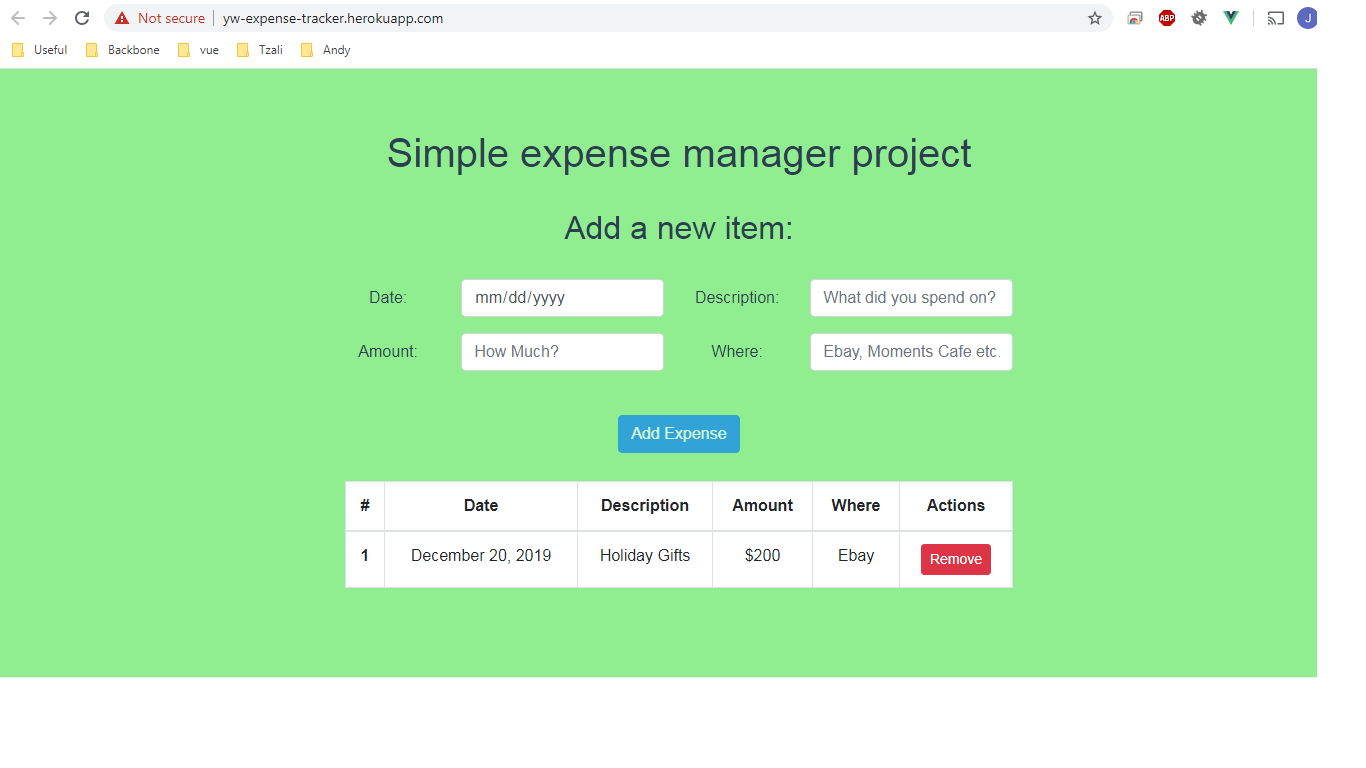 Not secure yw-expense-tracker.herokuapp.com ABP J
Useful Backbone vue Tzali Andy
Simple expense manager project
Add a new item:
Date: mm/dd/yyyy Description: What did you spend on?
Amount: How Much? Where: Ebay, Moments Cafe etc.
Add Expense
# Date Description Amount Where Actions
1 December 20, 2019 Holiday Gifts $200 Ebay Remove